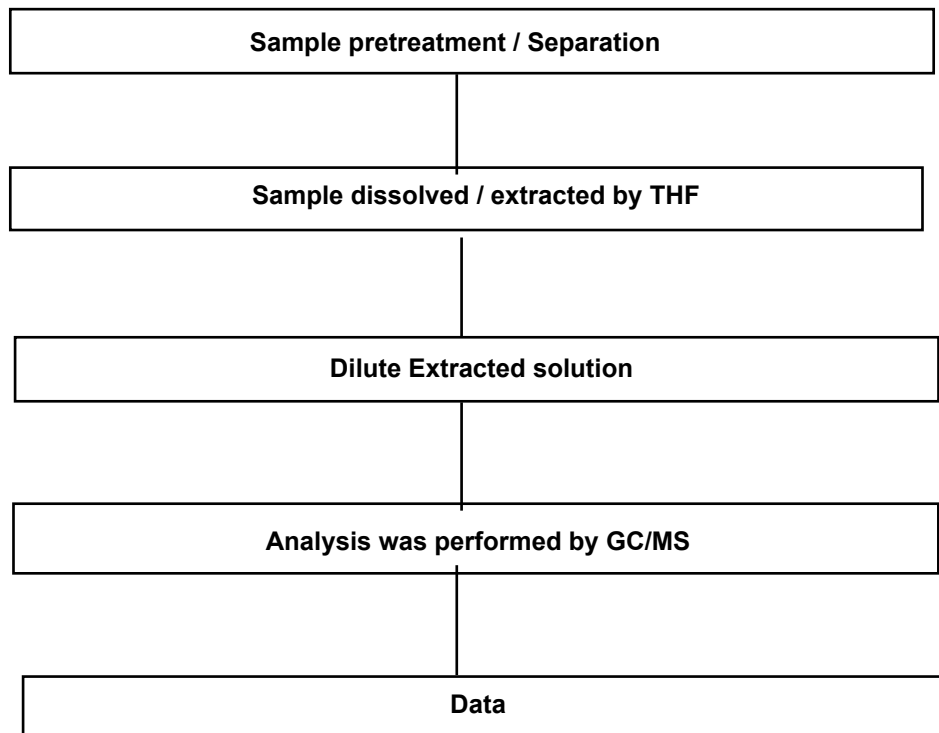 Sample pretreatment / Separation
Sample dissolved / extracted by THF
Dilute Extracted solution
Analysis was performed by GC/MS
Data